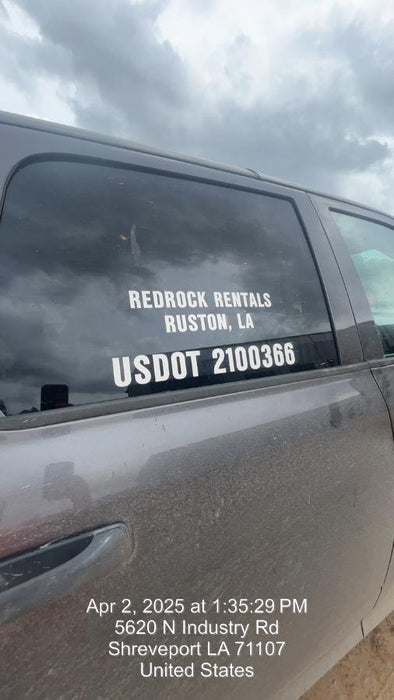 REDROCK RENTALS
RUSTON, LA
USDOT 2100366
Apr 2, 2025 at 1:35:29 PM
5620 N Industry Rd
Shreveport LA 71107
United States